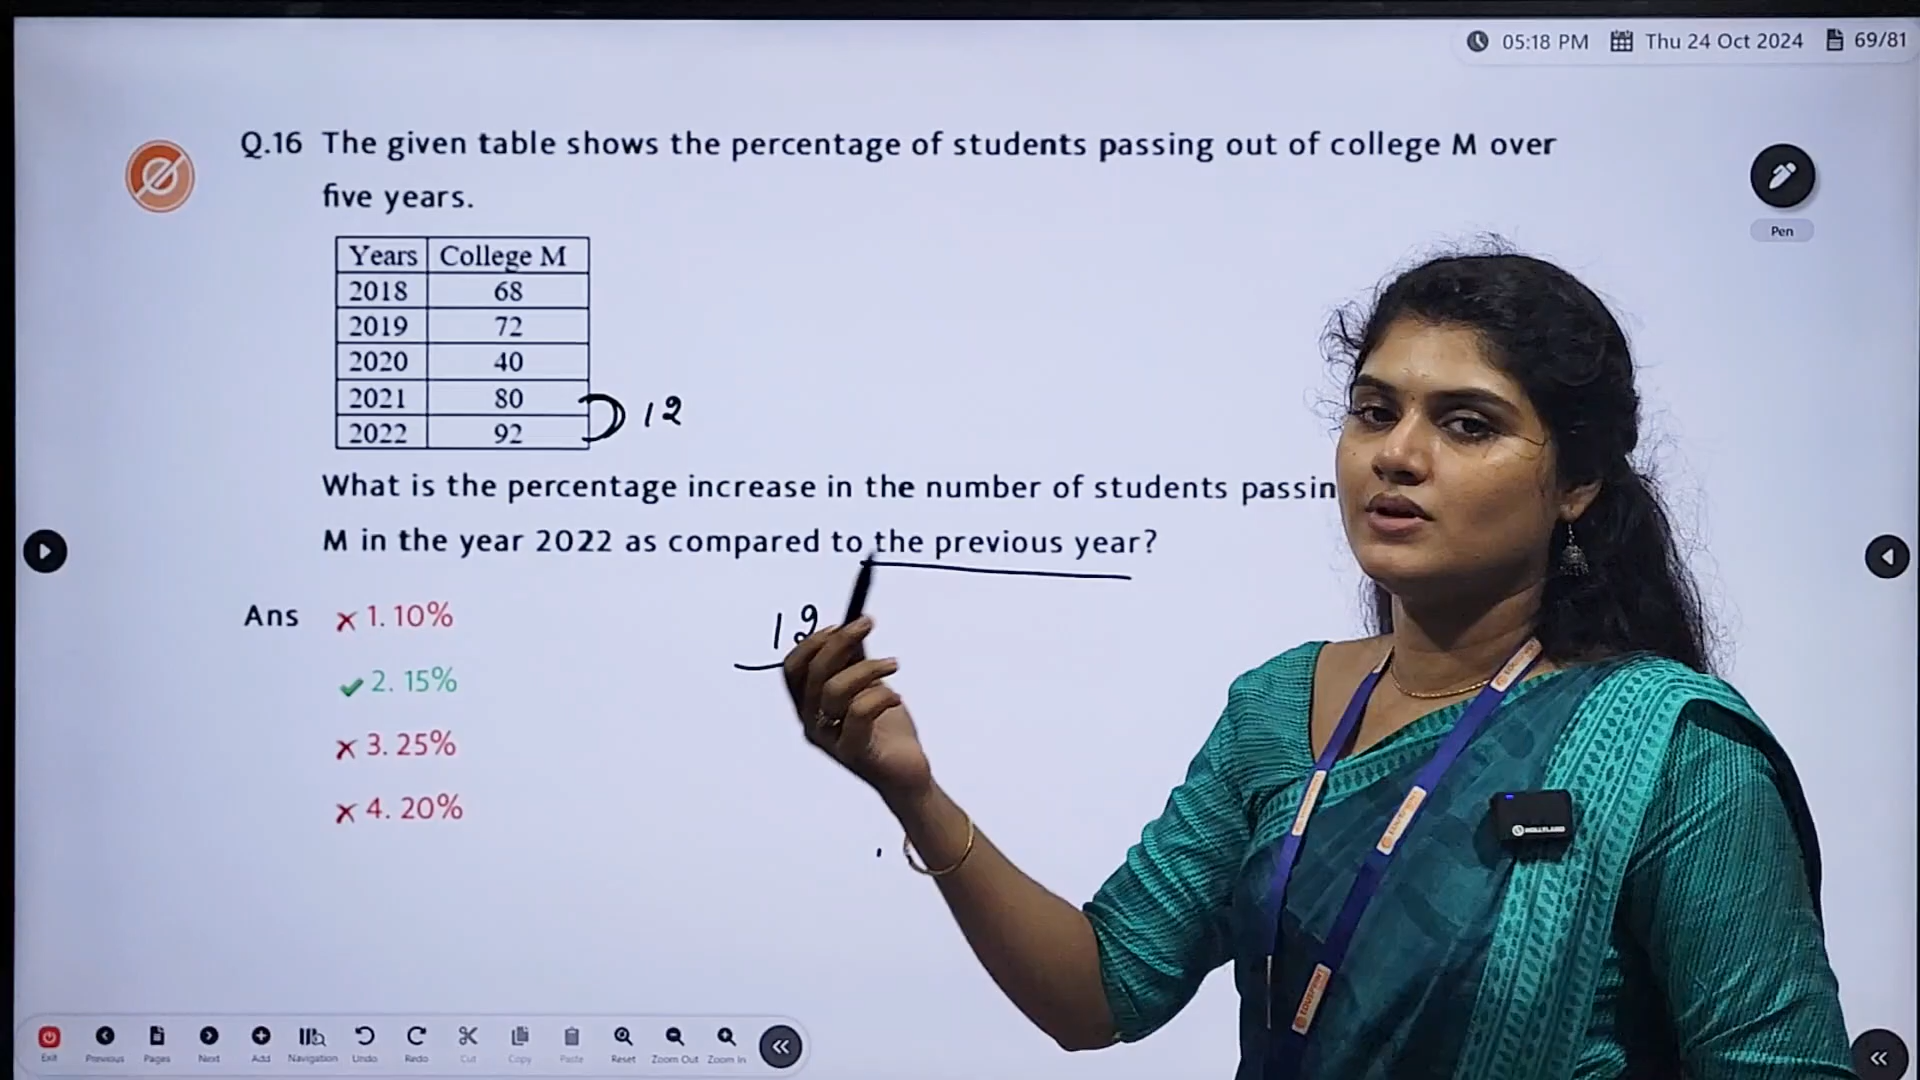 05:18 PM Thu 24 Oct 2024 69/81
Q.16 The given table shows the percentage of students passing out of college M over
five years.
Pen
Years College M
2018 68
2019 72
2020 40
2021 80
2022 92
12
What is the percentage increase in the number of students passin
M in the year 2022 as compared to the previous year?
12
Ans 1. 10%
2. 15%
3. 25%
4. 20%
HOLLYLAND
Exit Previous Pages Next Add Navigation Undo Redo Cut Copy Paste Reset Zoom Out Zoom In